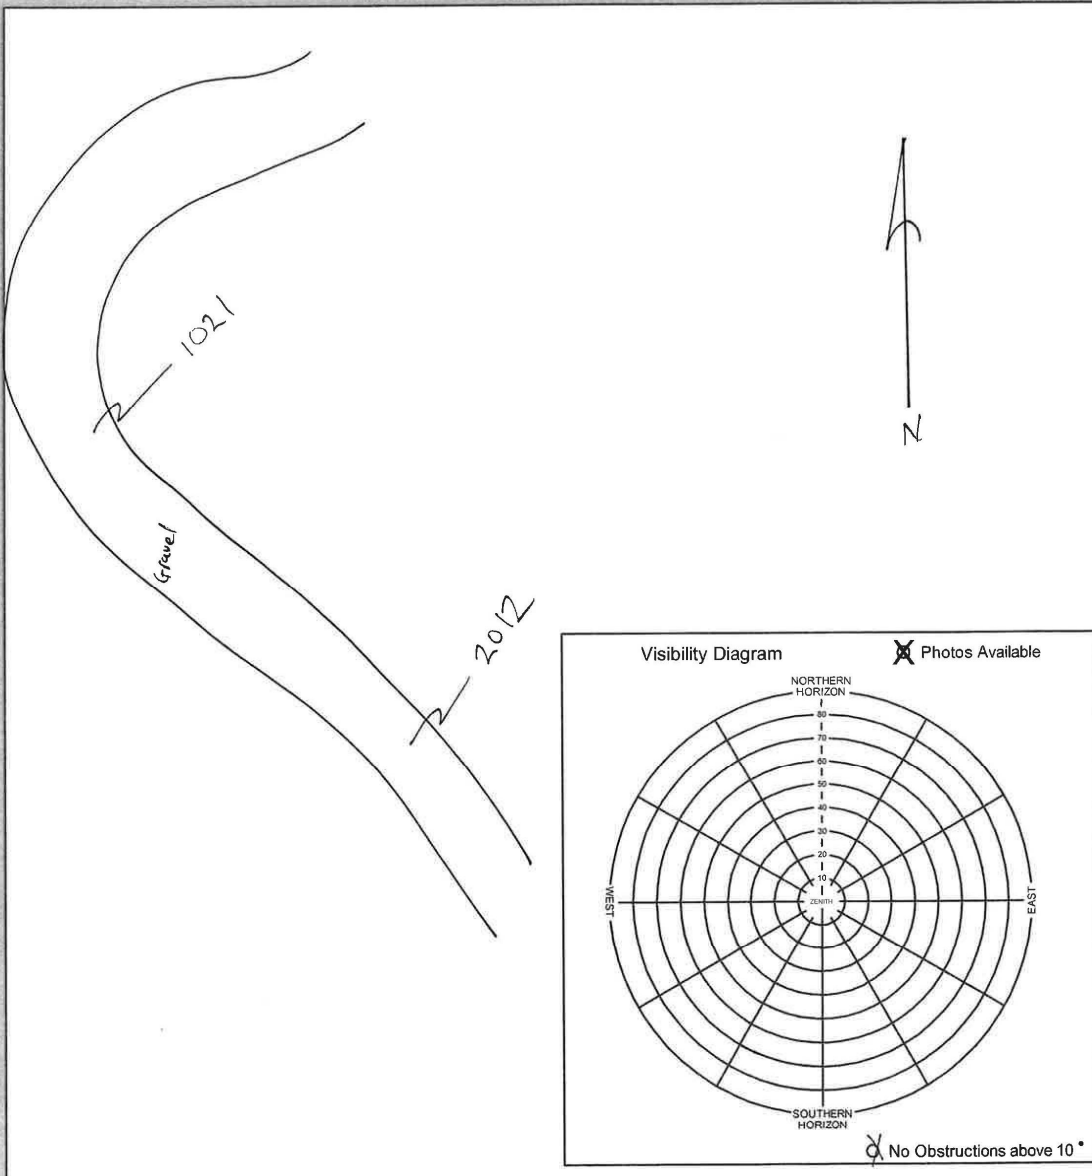 1021
N
Gravel
2012
Visibility Diagram
Photos Available
NORTHERN
HORIZON
80
70
60
50
40
30
20
10
ZENITH
WEST
EAST
SOUTHERN
HORIZON
No Obstructions above 10 °